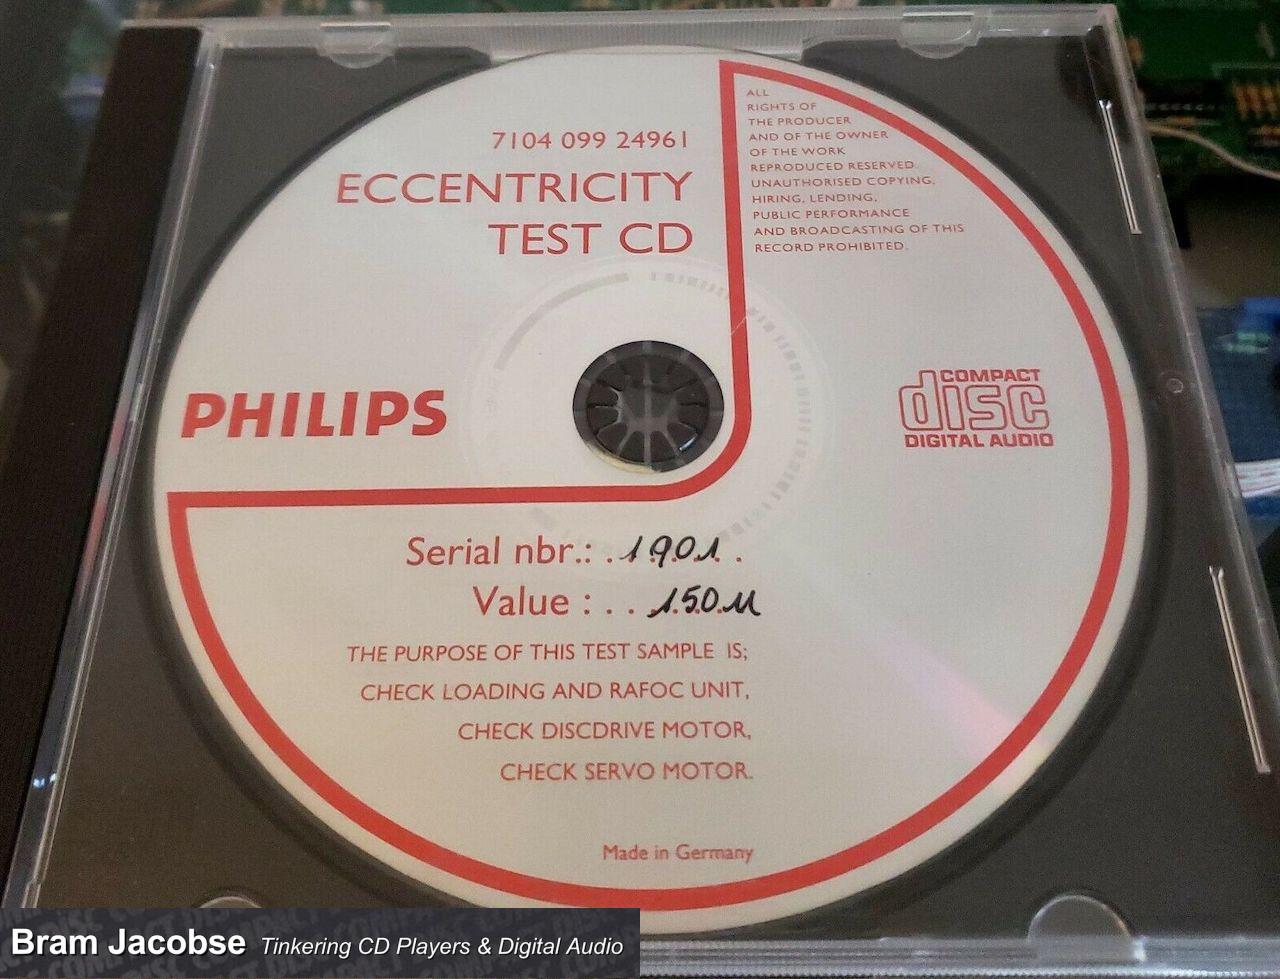 7104 099 24961
ECCENTRICITY
TEST CD
ALL
RIGHTS OF
THE PRODUCER
AND OF THE OWNER
OF THE WORK
REPRODUCED RESERVED.
UNAUTHORISED COPYING,
HIRING, LENDING,
PUBLIC PERFORMANCE
AND BROADCASTING OF THIS
RECORD PROHIBITED.
PHILIPS
COMPACT
disc
DIGITAL AUDIO
Serial nbr.: . 1901 .
Value : . . . 150 µ
THE PURPOSE OF THIS TEST SAMPLE IS;
CHECK LOADING AND RAFOC UNIT,
CHECK DISCDRIVE MOTOR,
CHECK SERVO MOTOR.
Made in Germany
Bram Jacobse Tinkering CD Players & Digital Audio